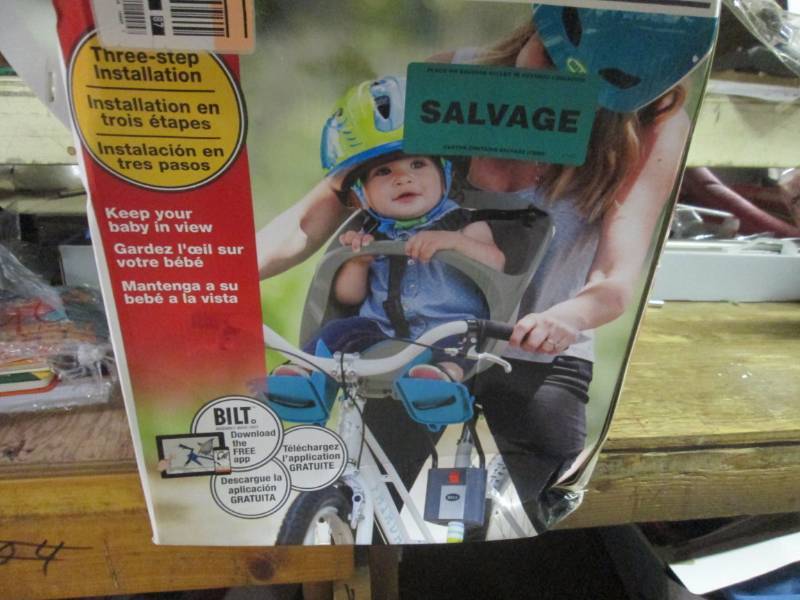 Three-step
Installation
Installation en
trois étapes
Instalación en
tres pasos
Keep your
baby in view
Gardez l'œil sur
votre bébé
Mantenga a su
bebé a la vista
SALVAGE
BILT
Download
the
FREE
app
Téléchargez
l'application
GRATUITE
Descargue la
aplicación
GRATUITA